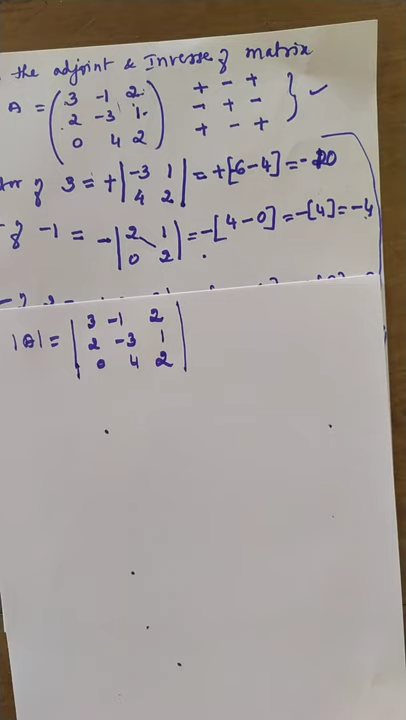 the adjoint & Inverse of matrix
A = (3 -1 2 + - +
2 -3 1 - + -
0 4 2) + - + } ✓
of 3 = + |-3 1| = +[-6-4] = -10
|4 2|
of -1 = - |2 1| = -[4-0] = -[4] = -4
|0 2|
|A| = |3 -1 2|
|2 -3 1|
|0 4 2|